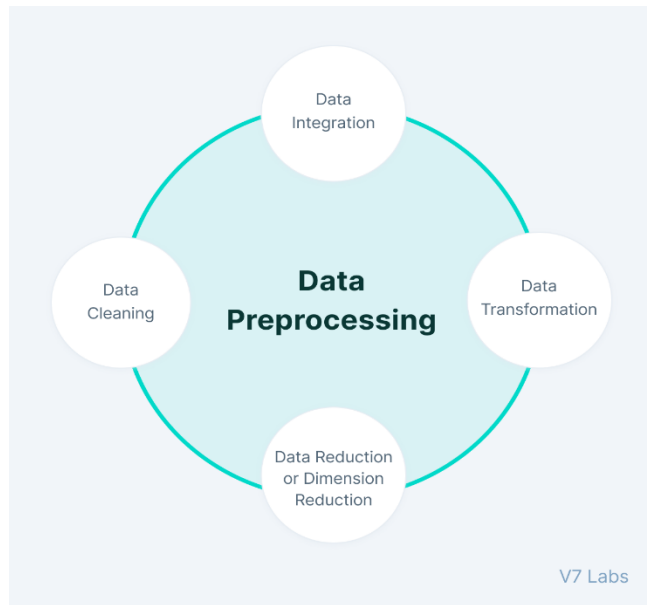 Data
Integration
Data
Cleaning
Data
Preprocessing
Data
Transformation
Data Reduction
or Dimension
Reduction
V7 Labs